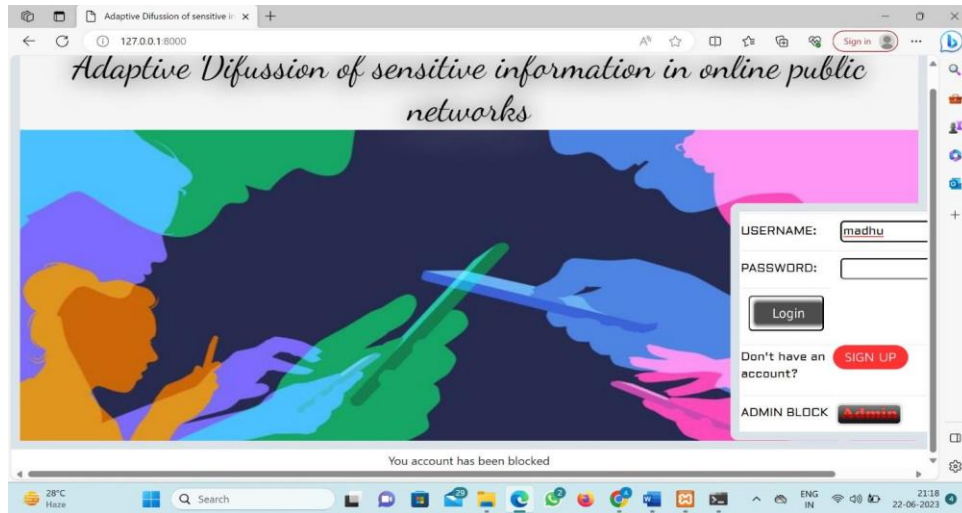 Adaptive Difussion of sensitive in
127.0.0.1:8000
Sign in
Adaptive Difussion of sensitive information in online public
networks
USERNAME: madhu
PASSWORD:
Login
Don't have an SIGN UP
account?
ADMIN BLOCK Admin
You account has been blocked
28°C
Haze
Search
29
ENG
IN
21:18
22-06-2023
4